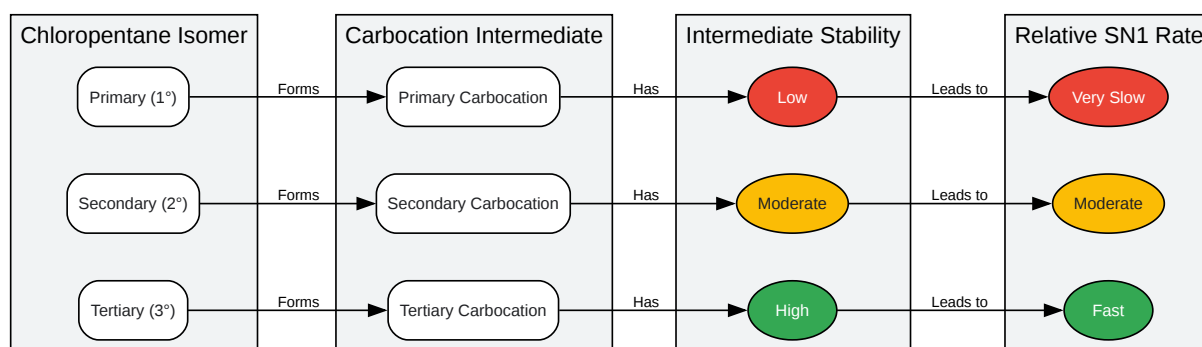 Chloropentane Isomer
Carbocation Intermediate
Intermediate Stability
Relative SN1 Rate
Primary (1°)
Forms
Primary Carbocation
Has
Low
Leads to
Very Slow
Secondary (2°)
Forms
Secondary Carbocation
Has
Moderate
Leads to
Moderate
Tertiary (3°)
Forms
Tertiary Carbocation
Has
High
Leads to
Fast